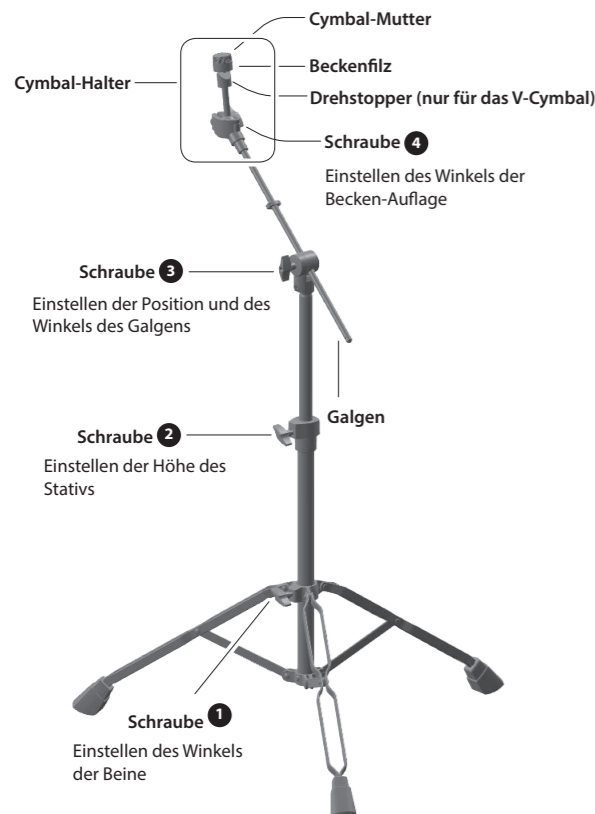 Cymbal-Mutter
Beckenfilz
Cymbal-Halter
Drehstopper (nur für das V-Cymbal)
Schraube 4
Einstellen des Winkels der
Becken-Auflage
Schraube 3
Einstellen der Position und des
Winkels des Galgens
Galgen
Schraube 2
Einstellen der Höhe des
Stativs
Schraube 1
Einstellen des Winkels
der Beine